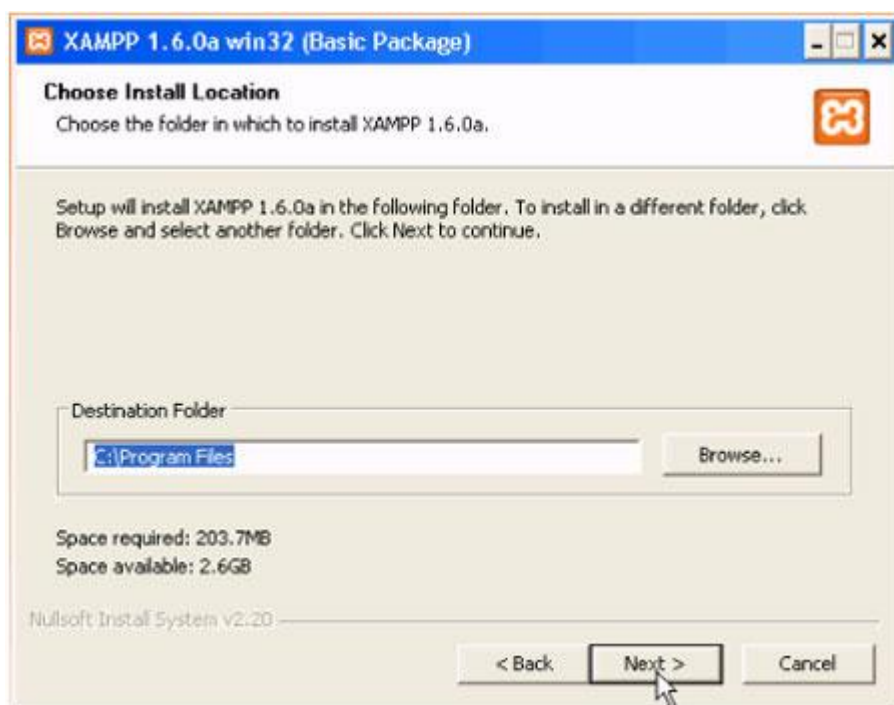 XAMPP 1.6.0a win32 (Basic Package)
Choose Install Location
Choose the folder in which to install XAMPP 1.6.0a.
Setup will install XAMPP 1.6.0a in the following folder. To install in a different folder, click
Browse and select another folder. Click Next to continue.
Destination Folder
C:\Program Files
Browse...
Space required: 203.7MB
Space available: 2.6GB
Nullsoft Install System v2.20
< Back
Next >
Cancel